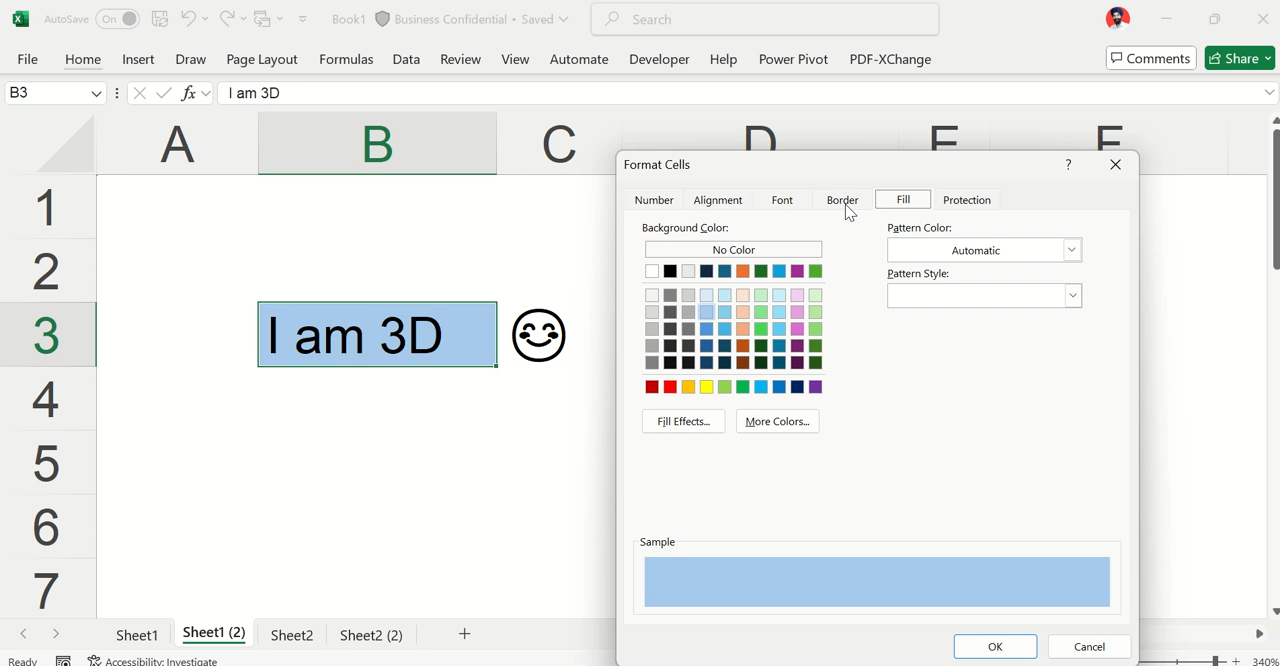 AutoSave On Book1 Business Confidential • Saved Search
File Home Insert Draw Page Layout Formulas Data Review View Automate Developer Help Power Pivot PDF-XChange Comments Share
B3 fx I am 3D
A B C D E F
Format Cells ?
Number Alignment Font Border Fill Protection
Background Color: Pattern Color:
No Color Automatic
Pattern Style:
1
2
3 I am 3D
4
5
6
7
Fill Effects... More Colors...
Sample
Sheet1 Sheet1 (2) Sheet2 Sheet2 (2)
OK Cancel
Ready Accessibility: Investigate 340%